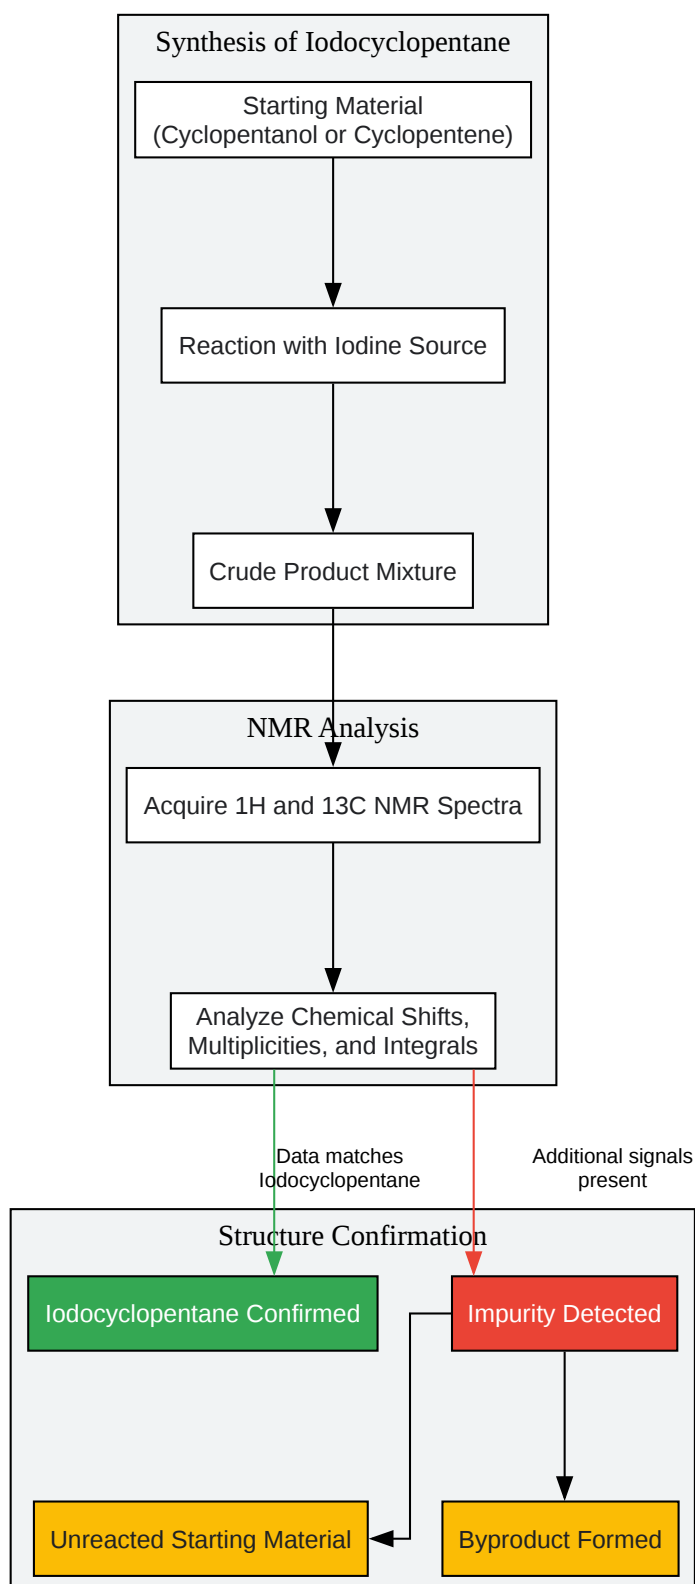 Synthesis of Iodocyclopentane
Starting Material
(Cyclopentanol or Cyclopentene)
Reaction with Iodine Source
Crude Product Mixture
NMR Analysis
Acquire 1H and 13C NMR Spectra
Analyze Chemical Shifts,
Multiplicities, and Integrals
Data matches
Iodocyclopentane
Additional signals
present
Structure Confirmation
Iodocyclopentane Confirmed
Impurity Detected
Unreacted Starting Material
Byproduct Formed